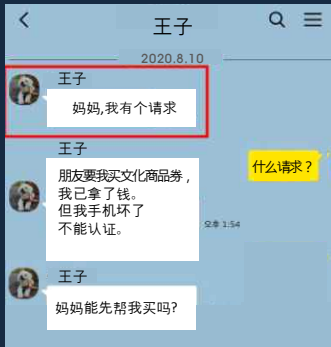 王子
2020.8.10
王子
妈妈,我有个请求
什么请求？
王子
朋友要我买文化商品券，
我已拿了钱。
但我手机坏了
不能认证。
오후 1:54
王子
妈妈能先帮我买吗?